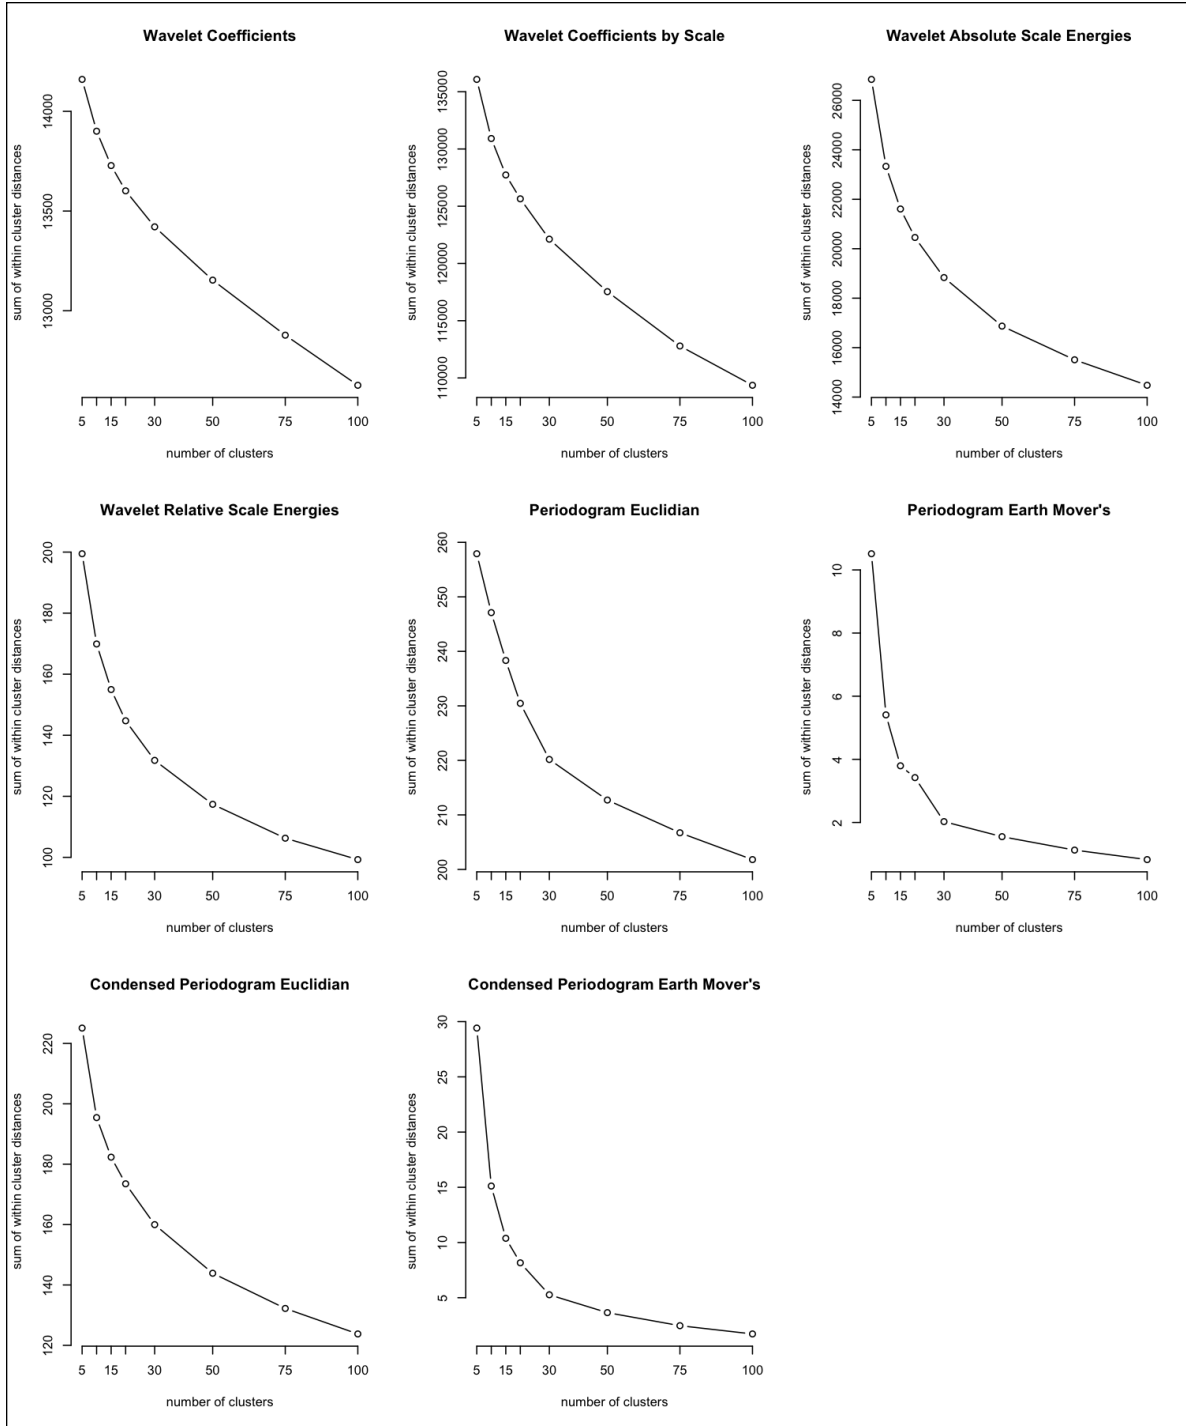 Wavelet Coefficients
sum of within cluster distances
14000
13500
13000
5 15 30 50 75 100
number of clusters
Wavelet Coefficients by Scale
sum of within cluster distances
135000
130000
125000
120000
115000
110000
5 15 30 50 75 100
number of clusters
Wavelet Absolute Scale Energies
sum of within cluster distances
26000
24000
22000
20000
18000
16000
14000
5 15 30 50 75 100
number of clusters
Wavelet Relative Scale Energies
sum of within cluster distances
200
180
160
140
120
100
5 15 30 50 75 100
number of clusters
Periodogram Euclidian
sum of within cluster distances
260
250
240
230
220
210
200
5 15 30 50 75 100
number of clusters
Periodogram Earth Mover's
sum of within cluster distances
10
8
6
4
2
5 15 30 50 75 100
number of clusters
Condensed Periodogram Euclidian
sum of within cluster distances
220
200
180
160
140
120
5 15 30 50 75 100
number of clusters
Condensed Periodogram Earth Mover's
sum of within cluster distances
30
25
20
15
10
5
5 15 30 50 75 100
number of clusters